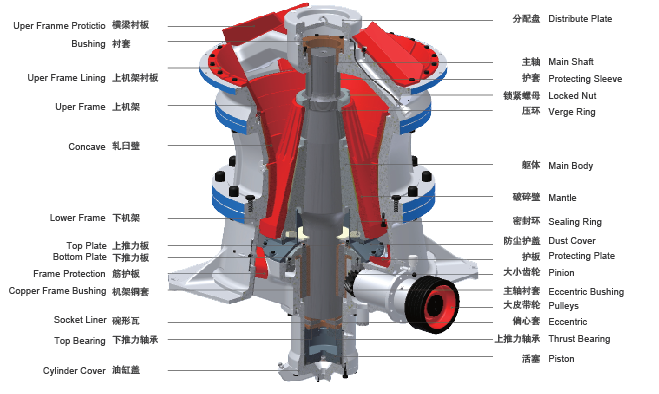 Uper Franme Protictio 横梁衬板
Bushing 衬套
Uper Frame Lining 上机架衬板
Uper Frame 上机架
Concave 轧臼壁
Lower Frame 下机架
Top Plate 上推力板
Bottom Plate 下推力板
Frame Protection 筋护板
Copper Frame Bushing 机架铜套
Socket Liner 碗形瓦
Top Bearing 下推力轴承
Cylinder Cover 油缸盖
分配盘 Distribute Plate
主轴 Main Shaft
护套 Protecting Sleeve
锁紧螺母 Locked Nut
压环 Verge Ring
躯体 Main Body
破碎壁 Mantle
密封环 Sealing Ring
防尘护盖 Dust Cover
护板 Protecting Plate
大小齿轮 Pinion
主轴衬套 Eccentric Bushing
大皮带轮 Pulleys
偏心套 Eccentric
上推力轴承 Thrust Bearing
活塞 Piston